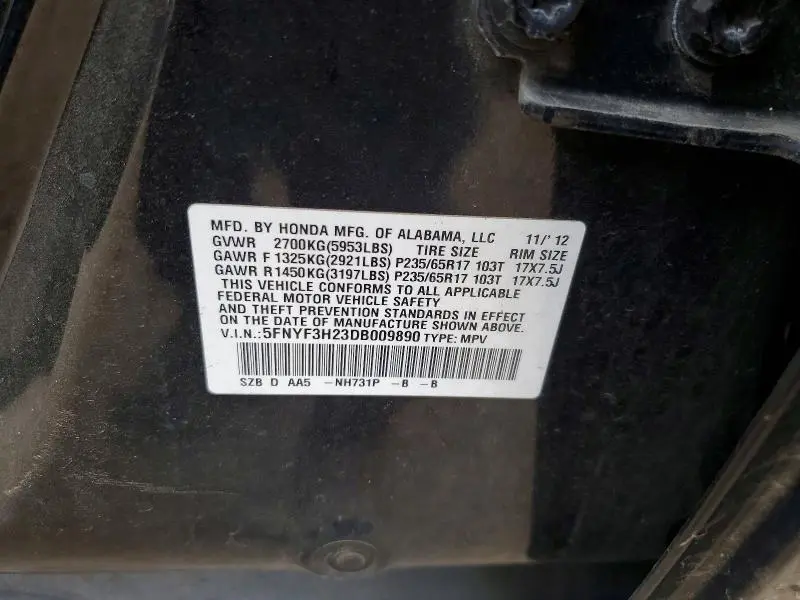 MFD. BY HONDA MFG. OF ALABAMA, LLC 11/'12
GVWR 2700KG(5953LBS) TIRE SIZE RIM SIZE
GAWR F 1325KG(2921LBS) P235/65R17 103T 17X7.5J
GAWR R 1450KG(3197LBS) P235/65R17 103T 17X7.5J
THIS VEHICLE CONFORMS TO ALL APPLICABLE
FEDERAL MOTOR VEHICLE SAFETY
AND THEFT PREVENTION STANDARDS IN EFFECT
ON THE DATE OF MANUFACTURE SHOWN ABOVE.
V.I.N.:5FNYF3H23DB009890 TYPE: MPV
SZB D AA5 -NH731P -B -B